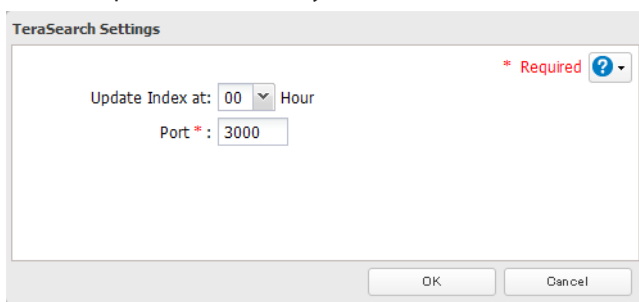 TeraSearch Settings
* Required ?
Update Index at: 00 Hour
Port * : 3000
OK Cancel